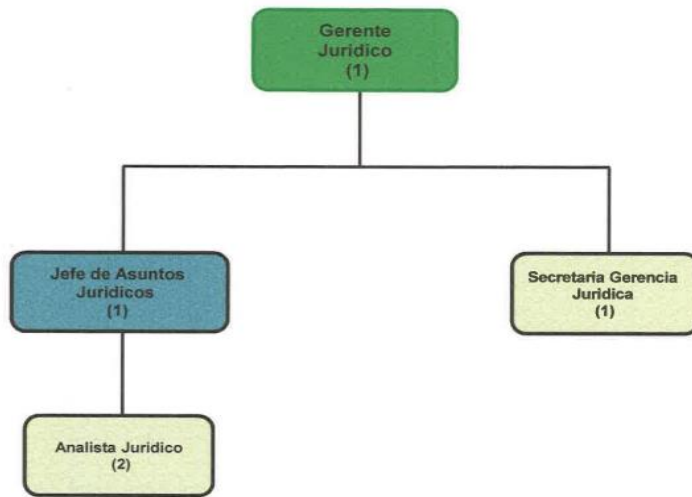 Gerente
Juridico
(1)
Jefe de Asuntos
Juridicos
(1)
Secretaria Gerencia
Juridica
(1)
Analista Juridico
(2)